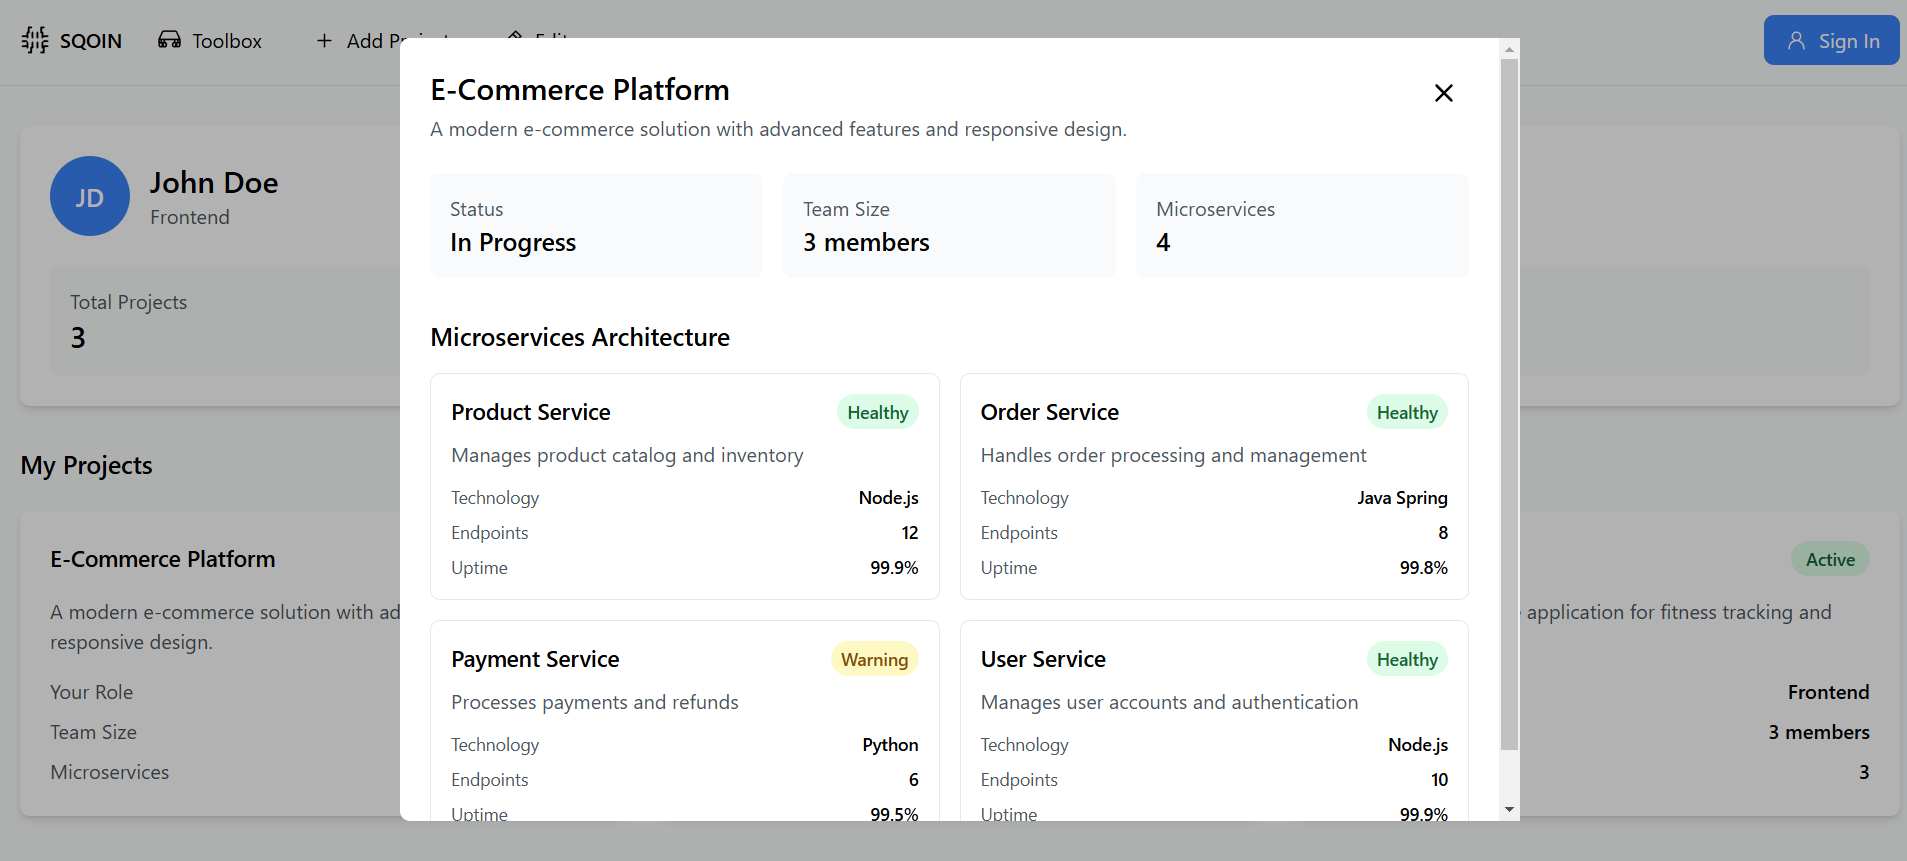 SQOIN Toolbox Add Project Edit Sign In
E-Commerce Platform
A modern e-commerce solution with advanced features and responsive design.
Status
In Progress
Team Size
3 members
Microservices
4
Microservices Architecture
Product Service Healthy
Manages product catalog and inventory
Technology Node.js
Endpoints 12
Uptime 99.9%
Order Service Healthy
Handles order processing and management
Technology Java Spring
Endpoints 8
Uptime 99.8%
Payment Service Warning
Processes payments and refunds
Technology Python
Endpoints 6
Uptime 99.5%
User Service Healthy
Manages user accounts and authentication
Technology Node.js
Endpoints 10
Uptime 99.9%
JD
John Doe
Frontend
Total Projects
3
My Projects
E-Commerce Platform
A modern e-commerce solution with ad
responsive design.
Your Role
Team Size
Microservices
Active
application for fitness tracking and
Frontend
3 members
3